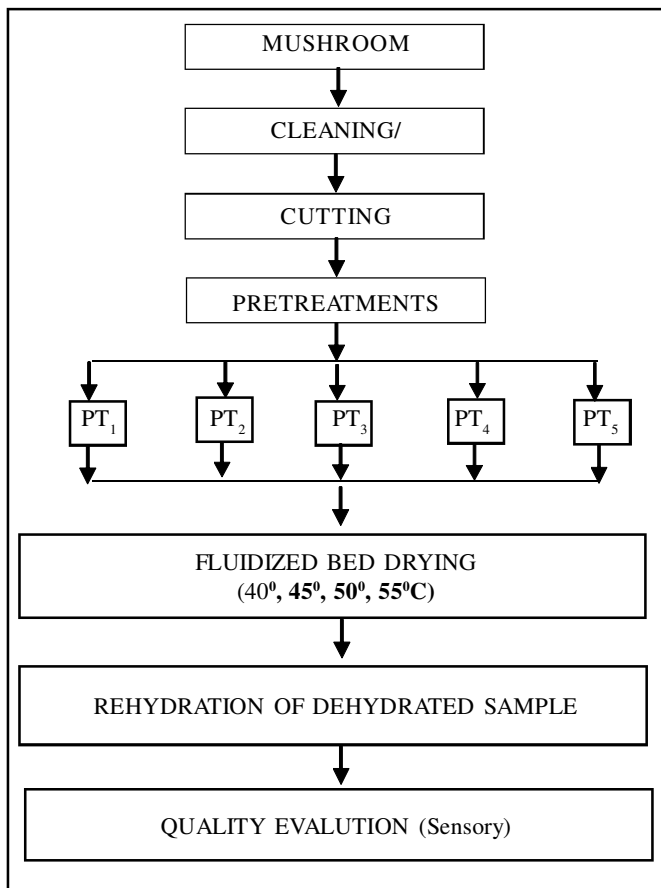 MUSHROOM
CLEANING/
CUTTING
PRETREATMENTS
PT₁ PT₂ PT₃ PT₄ PT₅
FLUIDIZED BED DRYING
(40⁰, 45⁰, 50⁰, 55⁰C)
REHYDRATION OF DEHYDRATED SAMPLE
QUALITY EVALUTION (Sensory)